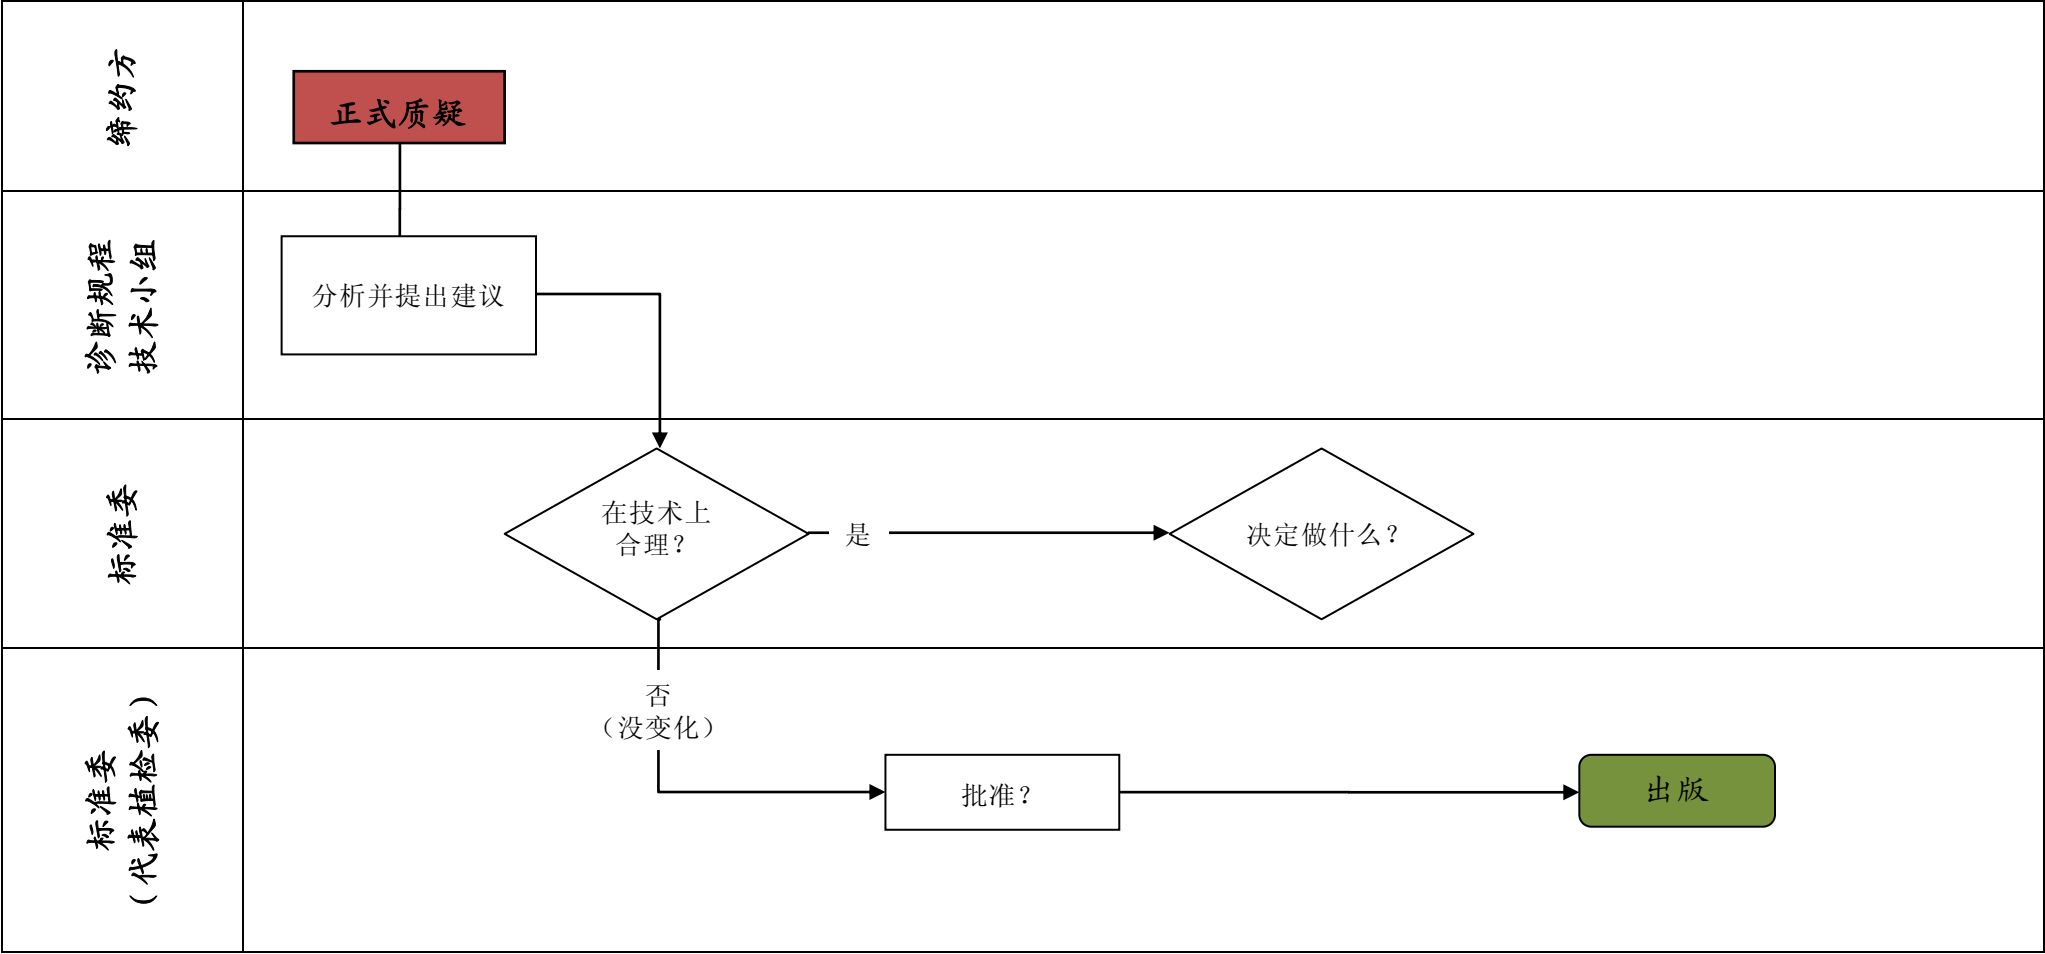 缔约方
正式质疑
诊断规程
技术小组
分析并提出建议
标准委
在技术上
合理？
是
决定做什么？
标准委
（代表植检委）
否
（没变化）
批准？
出版